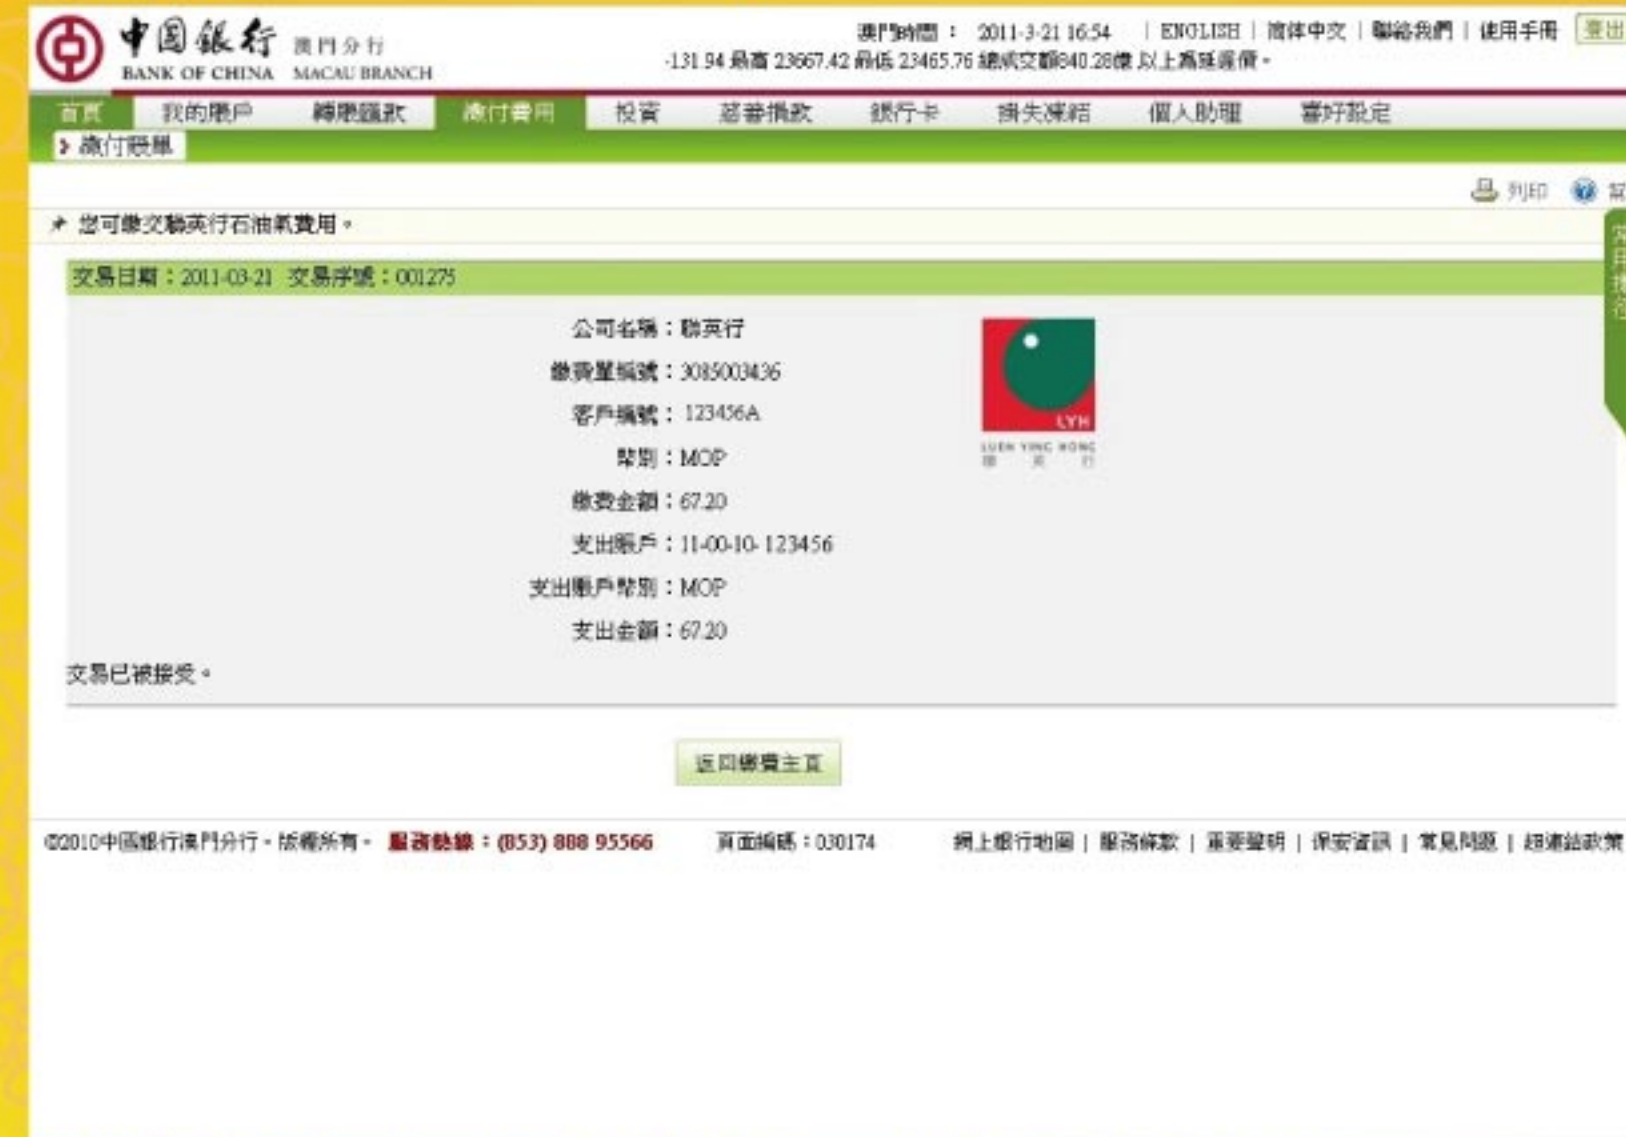 中國銀行 澳門分行
BANK OF CHINA MACAU BRANCH
澳門時間： 2011-3-21 16:54 | ENGLISH | 简体中文 | 聯絡我們 | 使用手冊 登出
-131.94 最高 23667.42 最低 23465.76 總成交額840.28億 以上為延遲價。
首頁 我的賬戶 轉賬匯款 繳付費用 投資 慈善捐款 銀行卡 掛失凍結 個人助理 喜好設定
繳付賬單
列印
您可繳交聯英行石油氣費用。
交易日期：2011-03-21 交易序號：001275
公司名稱：聯英行
繳費單編號：3085003436
客戶編號：123456A
幣別：MOP
繳費金額：67.20
支出賬戶：11-00-10- 123456
支出賬戶幣別：MOP
支出金額：67.20
交易已被接受。
LYH
LUEN YING HONG
聯 英 行
返回繳費主頁
©2010中國銀行澳門分行。版權所有。 服務熱線：(853) 888 95566 頁面編碼：030174 網上銀行地圖 | 服務條款 | 重要聲明 | 保安資訊 | 常見問題 | 超連結政策